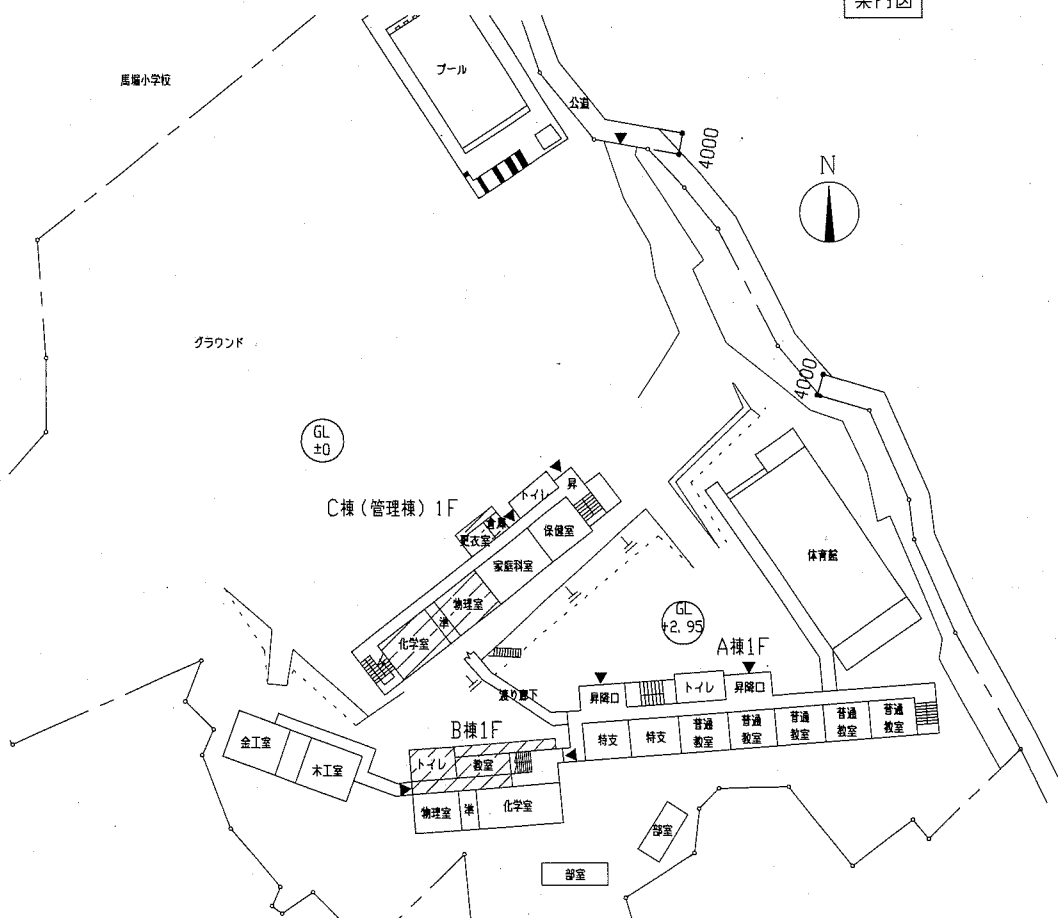 案内図
プール
馬場小学校
公道
4000
N
グラウンド
4000
GL
±0
C棟(管理棟)1F
トイレ
昇
倉庫
更衣室
保健室
家庭科室
体育館
物理室
準
化学室
GL
+2.95
A棟1F
渡り廊下
昇降口
トイレ
昇降口
特支
特支
普通
教室
普通
教室
普通
教室
普通
教室
普通
教室
B棟1F
金工室
木工室
トイレ
教室
物理室
準
化学室
部室
部室